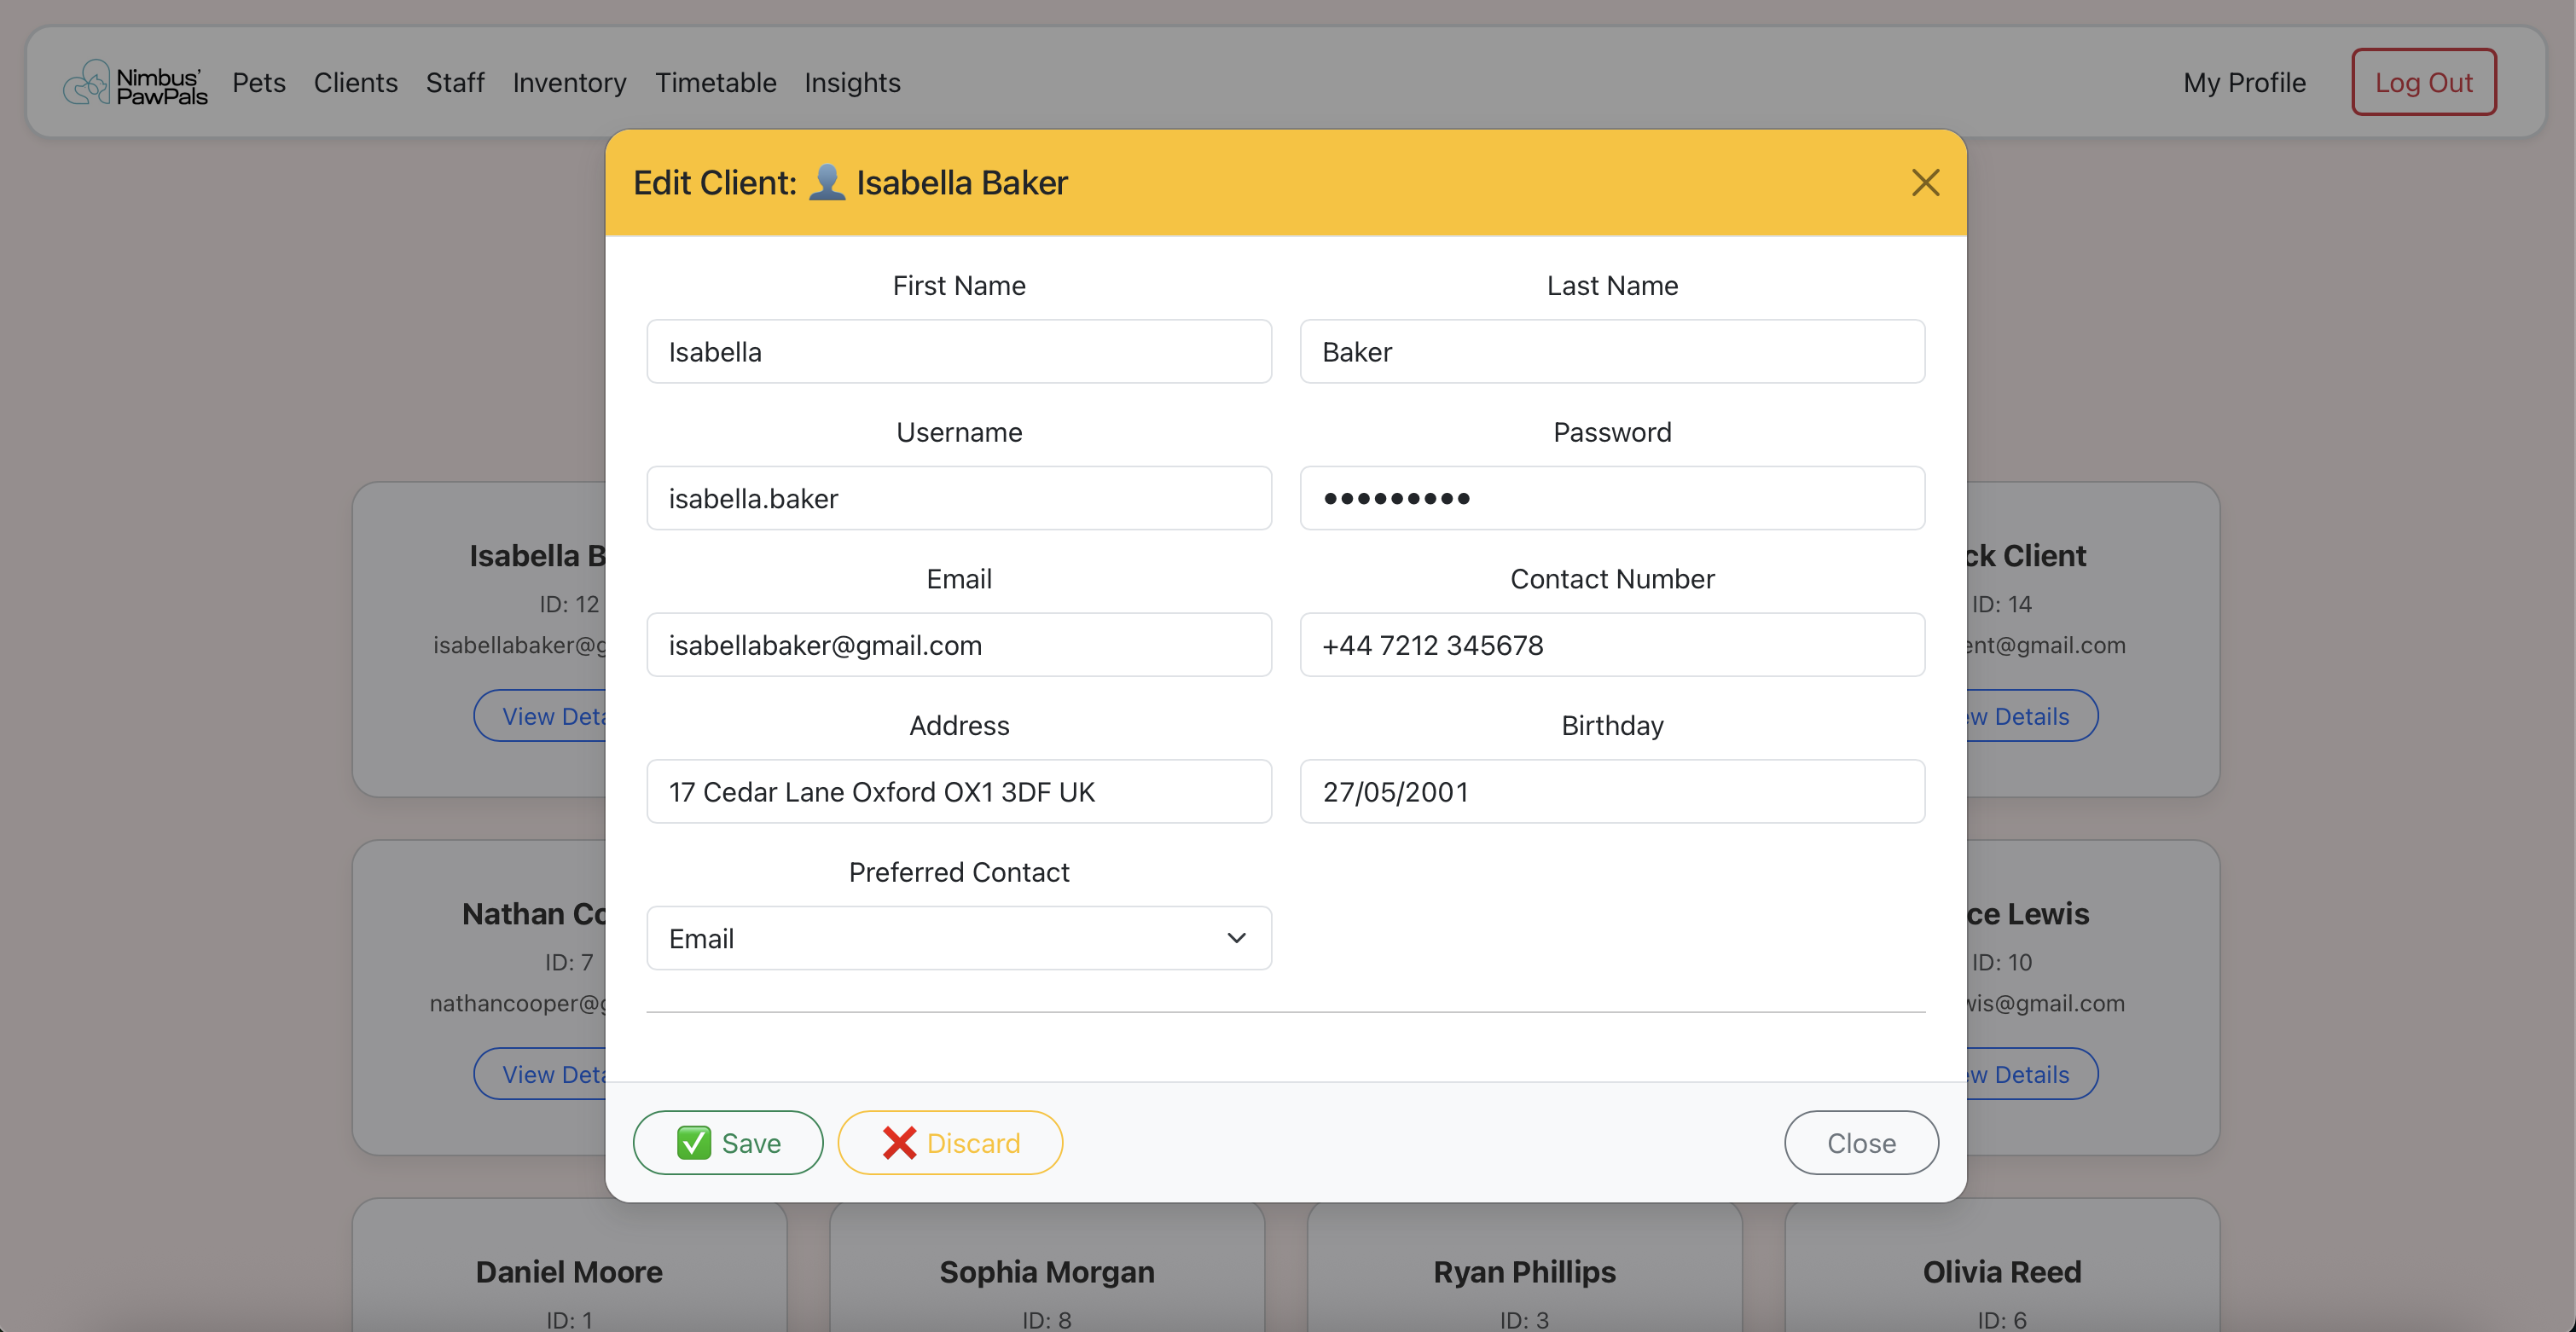 Nimbus'
PawPals
Pets Clients Staff Inventory Timetable Insights My Profile Log Out
Edit Client: Isabella Baker
First Name Last Name
Isabella Baker
Username Password
isabella.baker
Email Contact Number
isabellabaker@gmail.com +44 7212 345678
Address Birthday
17 Cedar Lane Oxford OX1 3DF UK 27/05/2001
Preferred Contact
Email
Save Discard Close
Isabella B ck Client
ID: 12 ID: 14
isabellabaker@g ent@gmail.com
View Deta ew Details
Nathan Co ce Lewis
ID: 7 ID: 10
nathancooper@g wis@gmail.com
View Deta ew Details
Daniel Moore Sophia Morgan Ryan Phillips Olivia Reed
ID: 1 ID: 8 ID: 3 ID: 6